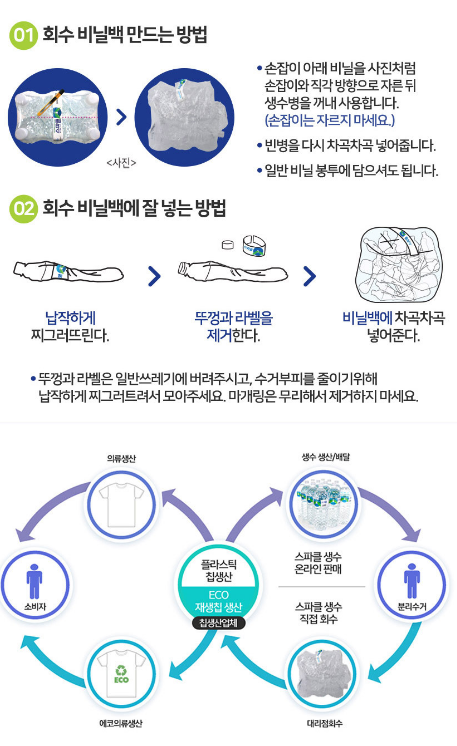 01 회수 비닐백 만드는 방법
<사진>
• 손잡이 아래 비닐을 사진처럼
손잡이와 직각 방향으로 자른 뒤
생수병을 꺼내 사용합니다.
(손잡이는 자르지 마세요.)
• 빈병을 다시 차곡차곡 넣어줍니다.
• 일반 비닐 봉투에 담으셔도 됩니다.
02 회수 비닐백에 잘 넣는 방법
납작하게
찌그러뜨린다.
뚜껑과 라벨을
제거한다.
비닐백에 차곡차곡
넣어준다.
• 뚜껑과 라벨은 일반쓰레기에 버려주시고, 수거부피를 줄이기위해
납작하게 찌그러트려서 모아주세요. 마개링은 무리해서 제거하지 마세요.
의류생산
생수 생산/배달
소비자
플라스틱
칩생산
ECO
재생칩 생산
칩생산업체
스파클 생수
온라인 판매
스파클 생수
직접 회수
분리수거
ECO
에코의류생산
대리점회수